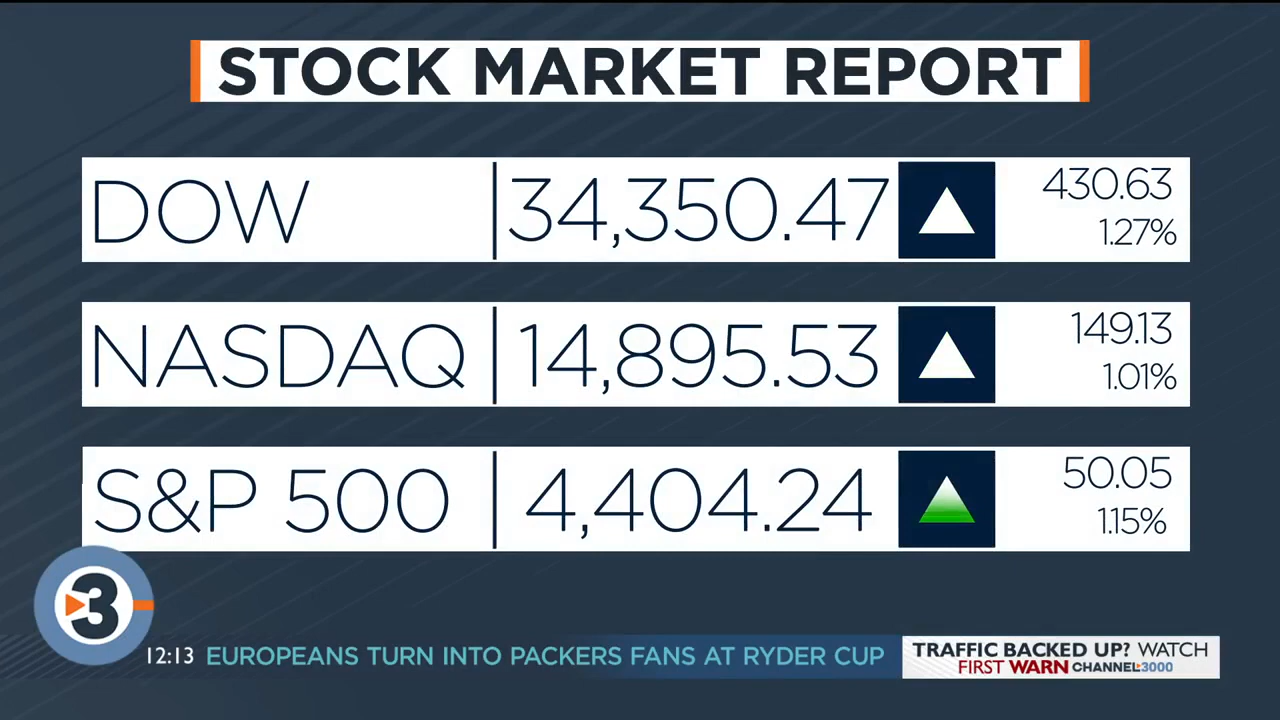 STOCK MARKET REPORT
DOW 34,350.47 430.63
1.27%
NASDAQ 14,895.53 149.13
1.01%
S&P 500 4,404.24 50.05
1.15%
3
12:13 EUROPEANS TURN INTO PACKERS FANS AT RYDER CUP
TRAFFIC BACKED UP? WATCH
FIRST WARN CHANNEL3000